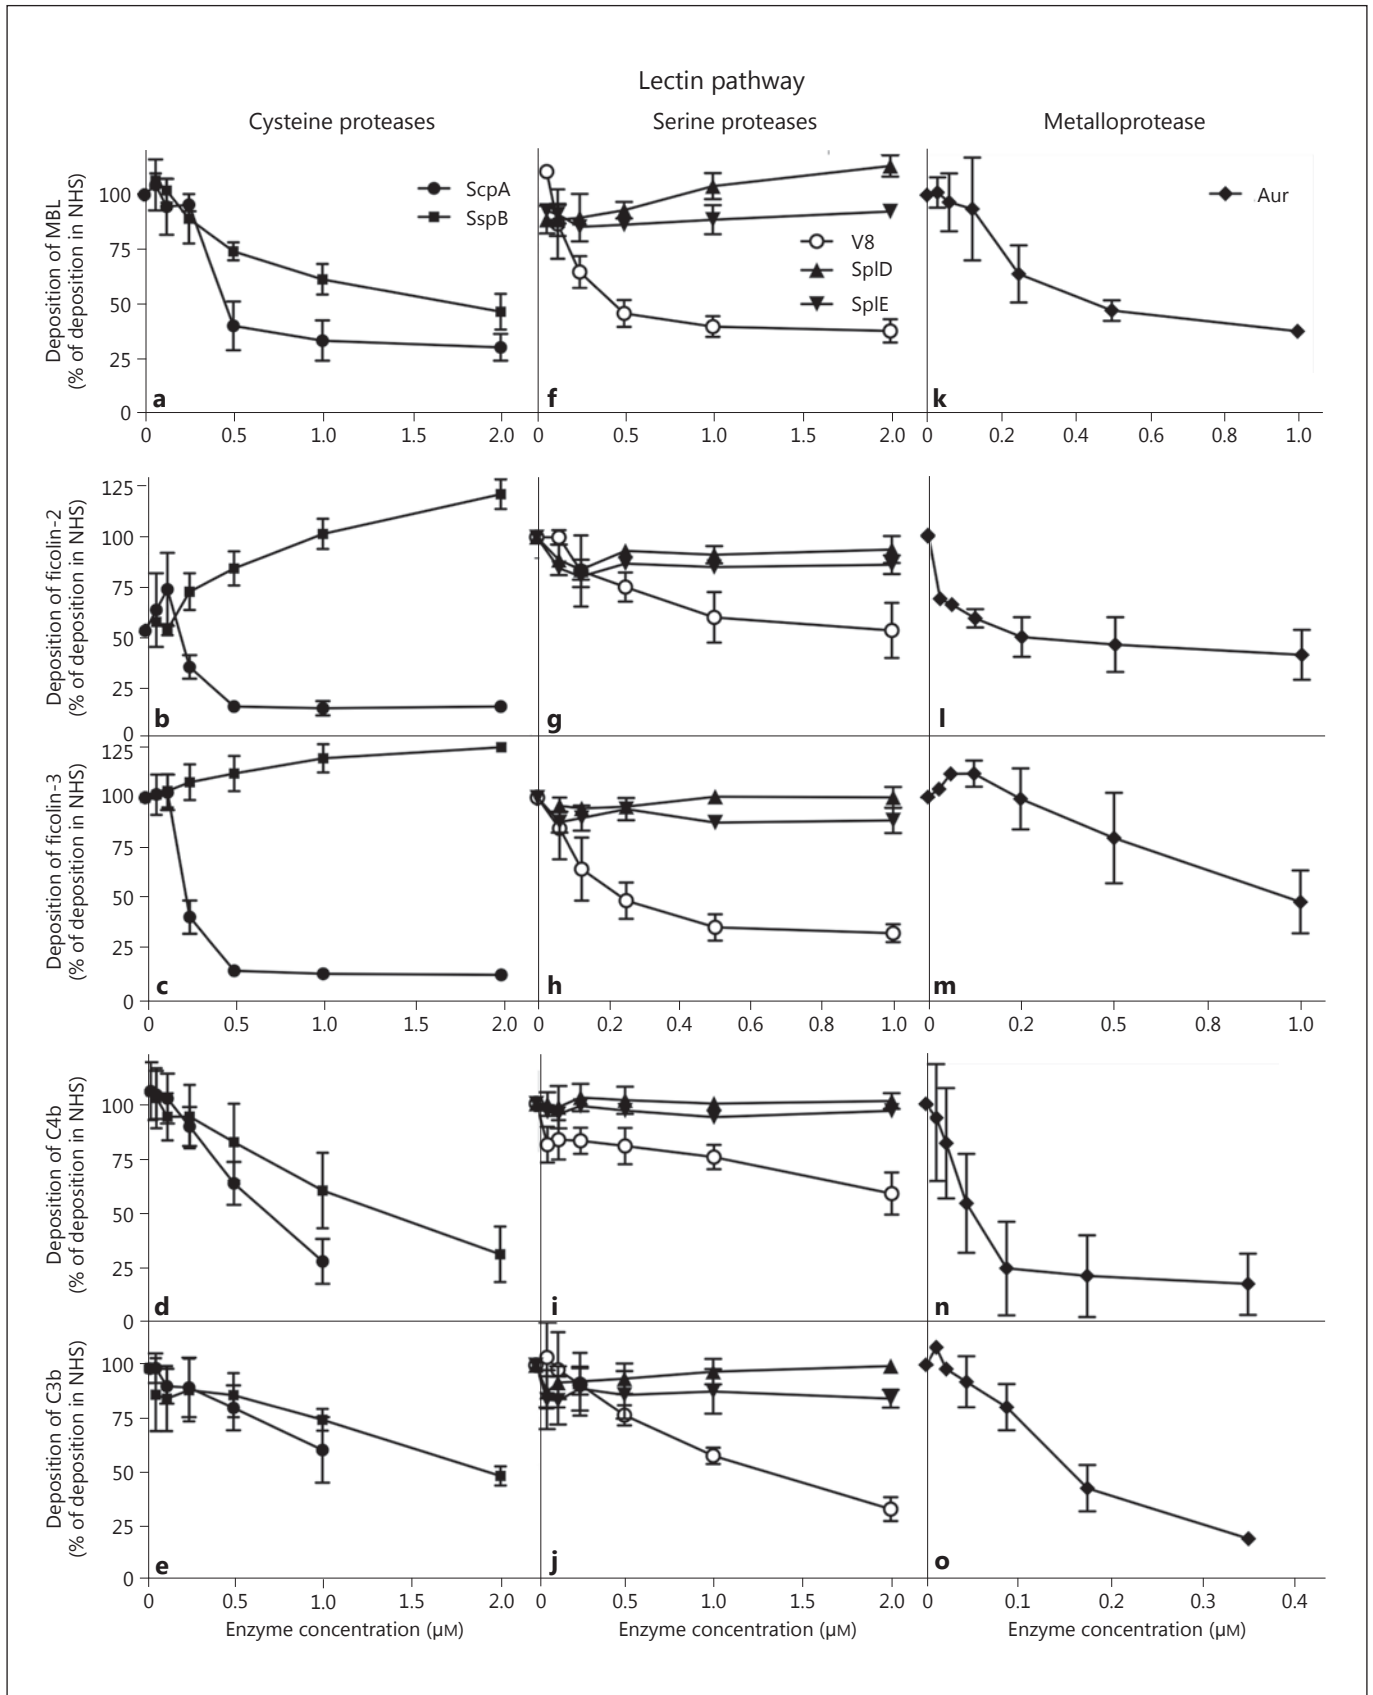 Lectin pathway
Cysteine proteases
Serine proteases
Metalloprotease
Deposition of MBL
(% of deposition in NHS)
100
75
50
25
0
ScpA
SspB
a
0 0.5 1.0 1.5 2.0
V8
SplD
SplE
f
0 0.5 1.0 1.5 2.0
Aur
k
0 0.2 0.4 0.6 0.8 1.0
Deposition of ficolin-2
(% of deposition in NHS)
125
100
75
50
25
0
b
g
l
Deposition of ficolin-3
(% of deposition in NHS)
125
100
75
50
25
0
c
h
m
0 0.5 1.0 1.5 2.0
0 0.2 0.4 0.6 0.8 1.0
0 0.2 0.5 0.8 1.0
Deposition of C4b
(% of deposition in NHS)
100
75
50
25
0
d
i
n
Deposition of C3b
(% of deposition in NHS)
100
75
50
25
0
e
j
o
0 0.5 1.0 1.5 2.0
0 0.5 1.0 1.5 2.0
0 0.1 0.2 0.3 0.4
Enzyme concentration (µM)
Enzyme concentration (µM)
Enzyme concentration (µM)